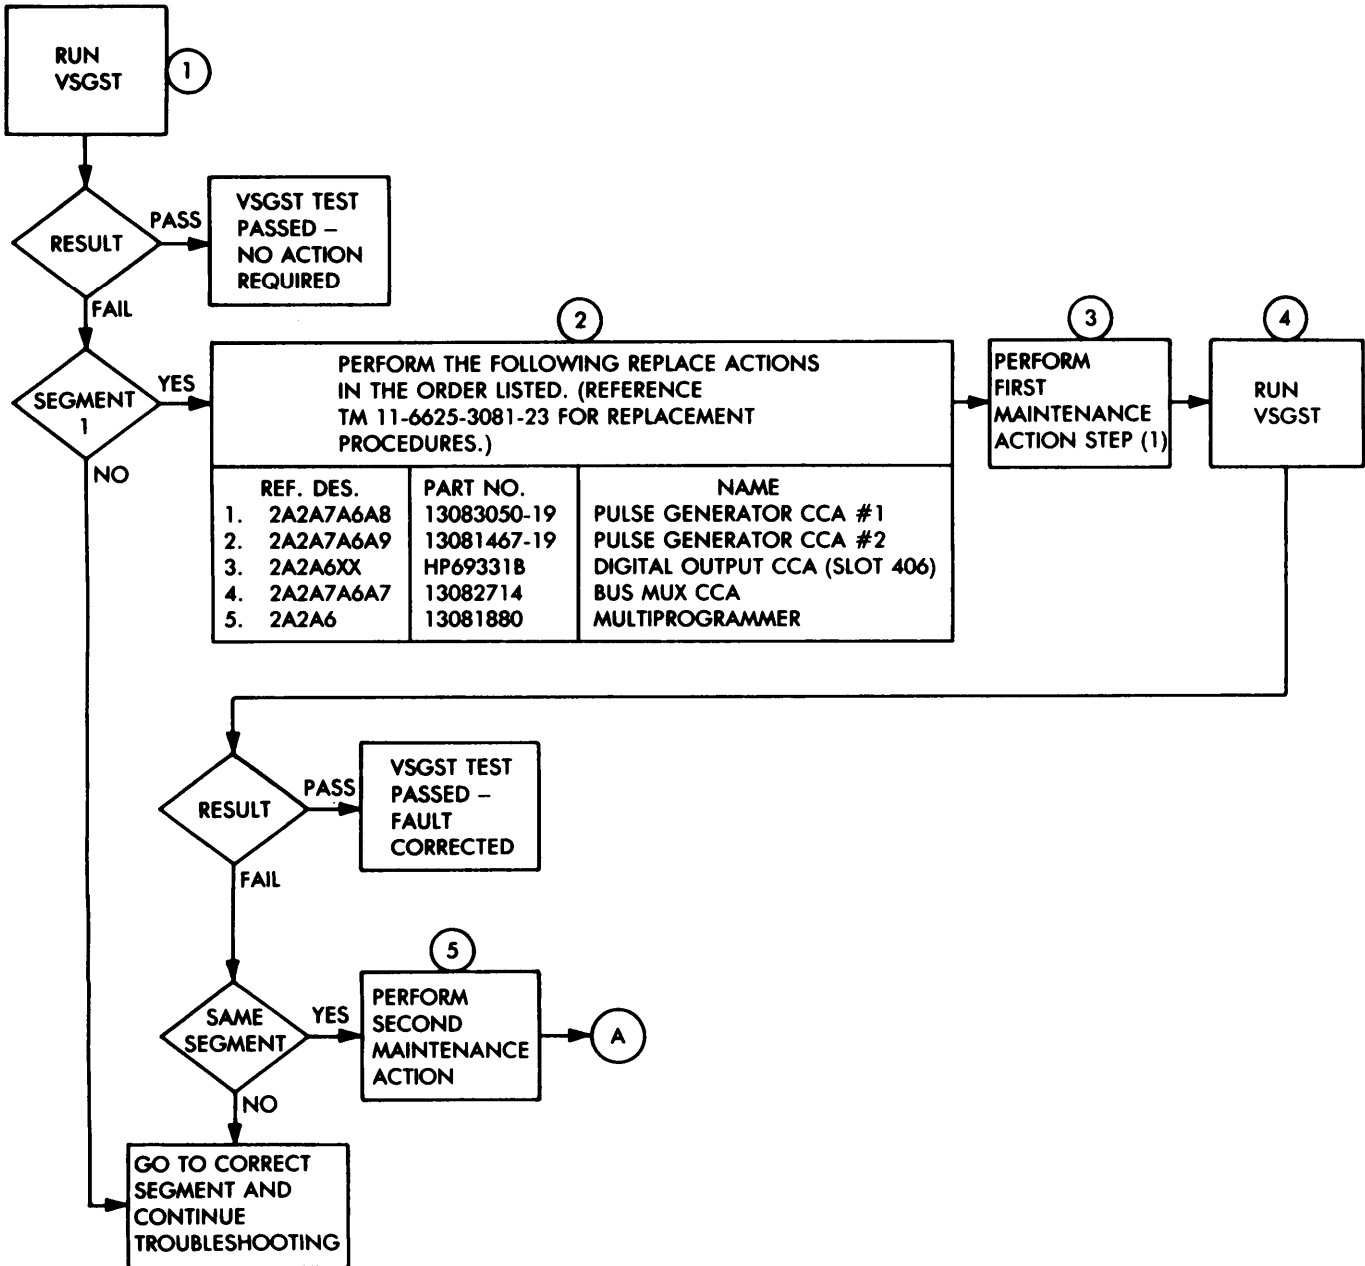 RUN
VSGST
1
RESULT
PASS
VSGST TEST
PASSED –
NO ACTION
REQUIRED
FAIL
SEGMENT
1
YES
NO
2
PERFORM THE FOLLOWING REPLACE ACTIONS
IN THE ORDER LISTED. (REFERENCE
TM 11-6625-3081-23 FOR REPLACEMENT
PROCEDURES.)
REF. DES. PART NO. NAME
1. 2A2A7A6A8 13083050-19 PULSE GENERATOR CCA #1
2. 2A2A7A6A9 13081467-19 PULSE GENERATOR CCA #2
3. 2A2A6XX HP69331B DIGITAL OUTPUT CCA (SLOT 406)
4. 2A2A7A6A7 13082714 BUS MUX CCA
5. 2A2A6 13081880 MULTIPROGRAMMER
3
PERFORM
FIRST
MAINTENANCE
ACTION STEP (1)
4
RUN
VSGST
RESULT
PASS
VSGST TEST
PASSED –
FAULT
CORRECTED
FAIL
SAME
SEGMENT
YES
5
PERFORM
SECOND
MAINTENANCE
ACTION
A
NO
GO TO CORRECT
SEGMENT AND
CONTINUE
TROUBLESHOOTING